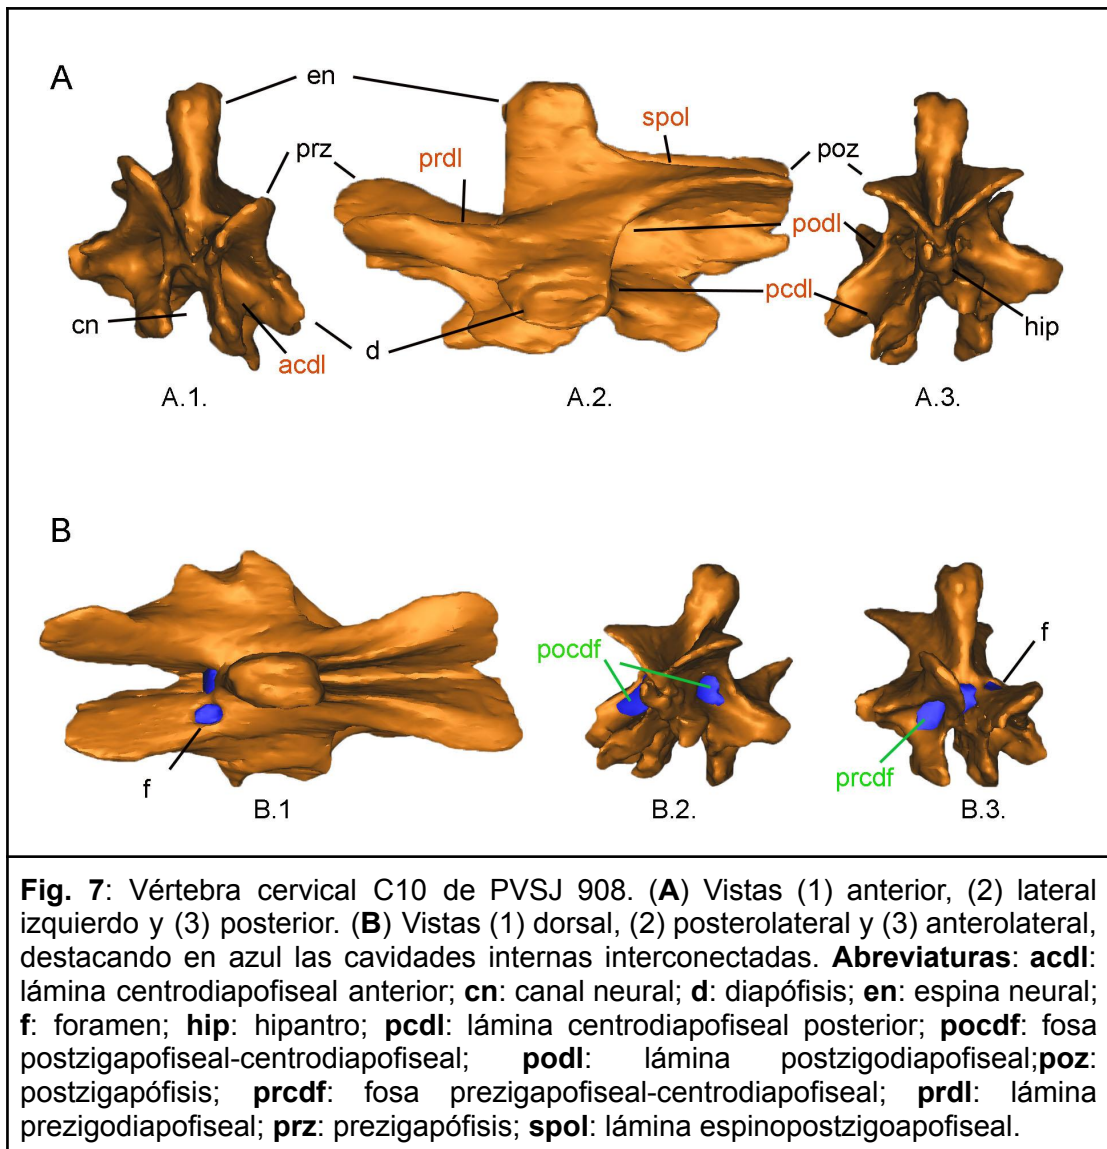 A
en
spol
prz
prdl
poz
podl
pcdl
cn
d
hip
acdl
A.1.
A.2.
A.3.
B
f
pocdf
f
prcdf
B.1
B.2.
B.3.
Fig. 7: Vértebra cervical C10 de PVSJ 908. (A) Vistas (1) anterior, (2) lateral
izquierdo y (3) posterior. (B) Vistas (1) dorsal, (2) posterolateral y (3) anterolateral,
destacando en azul las cavidades internas interconectadas. Abreviaturas: acdl:
lámina centrodiapofiseal anterior; cn: canal neural; d: diapófisis; en: espina neural;
f: foramen; hip: hipantro; pcdl: lámina centrodiapofiseal posterior; pocdf: fosa
postzigapofiseal-centrodiapofiseal; podl: lámina postzigodiapofiseal;poz:
postzigapófisis; prcdf: fosa prezigapofiseal-centrodiapofiseal; prdl: lámina
prezigodiapofiseal; prz: prezigapófisis; spol: lámina espinopostzigoapofiseal.